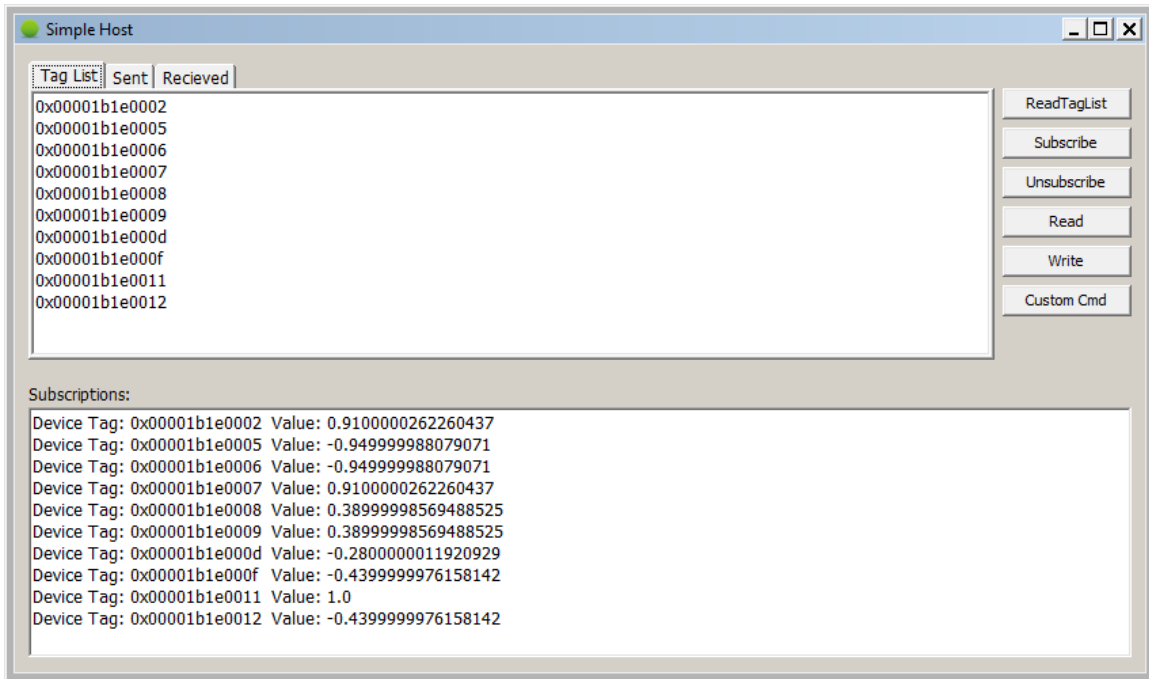 Simple Host
Tag List Sent Recieved
0x00001b1e0002
0x00001b1e0005
0x00001b1e0006
0x00001b1e0007
0x00001b1e0008
0x00001b1e0009
0x00001b1e000d
0x00001b1e000f
0x00001b1e0011
0x00001b1e0012
ReadTagList
Subscribe
Unsubscribe
Read
Write
Custom Cmd
Subscriptions:
Device Tag: 0x00001b1e0002 Value: 0.9100000262260437
Device Tag: 0x00001b1e0005 Value: -0.949999988079071
Device Tag: 0x00001b1e0006 Value: -0.949999988079071
Device Tag: 0x00001b1e0007 Value: 0.9100000262260437
Device Tag: 0x00001b1e0008 Value: 0.38999998569488525
Device Tag: 0x00001b1e0009 Value: 0.38999998569488525
Device Tag: 0x00001b1e000d Value: -0.2800000011920929
Device Tag: 0x00001b1e000f Value: -0.4399999976158142
Device Tag: 0x00001b1e0011 Value: 1.0
Device Tag: 0x00001b1e0012 Value: -0.4399999976158142